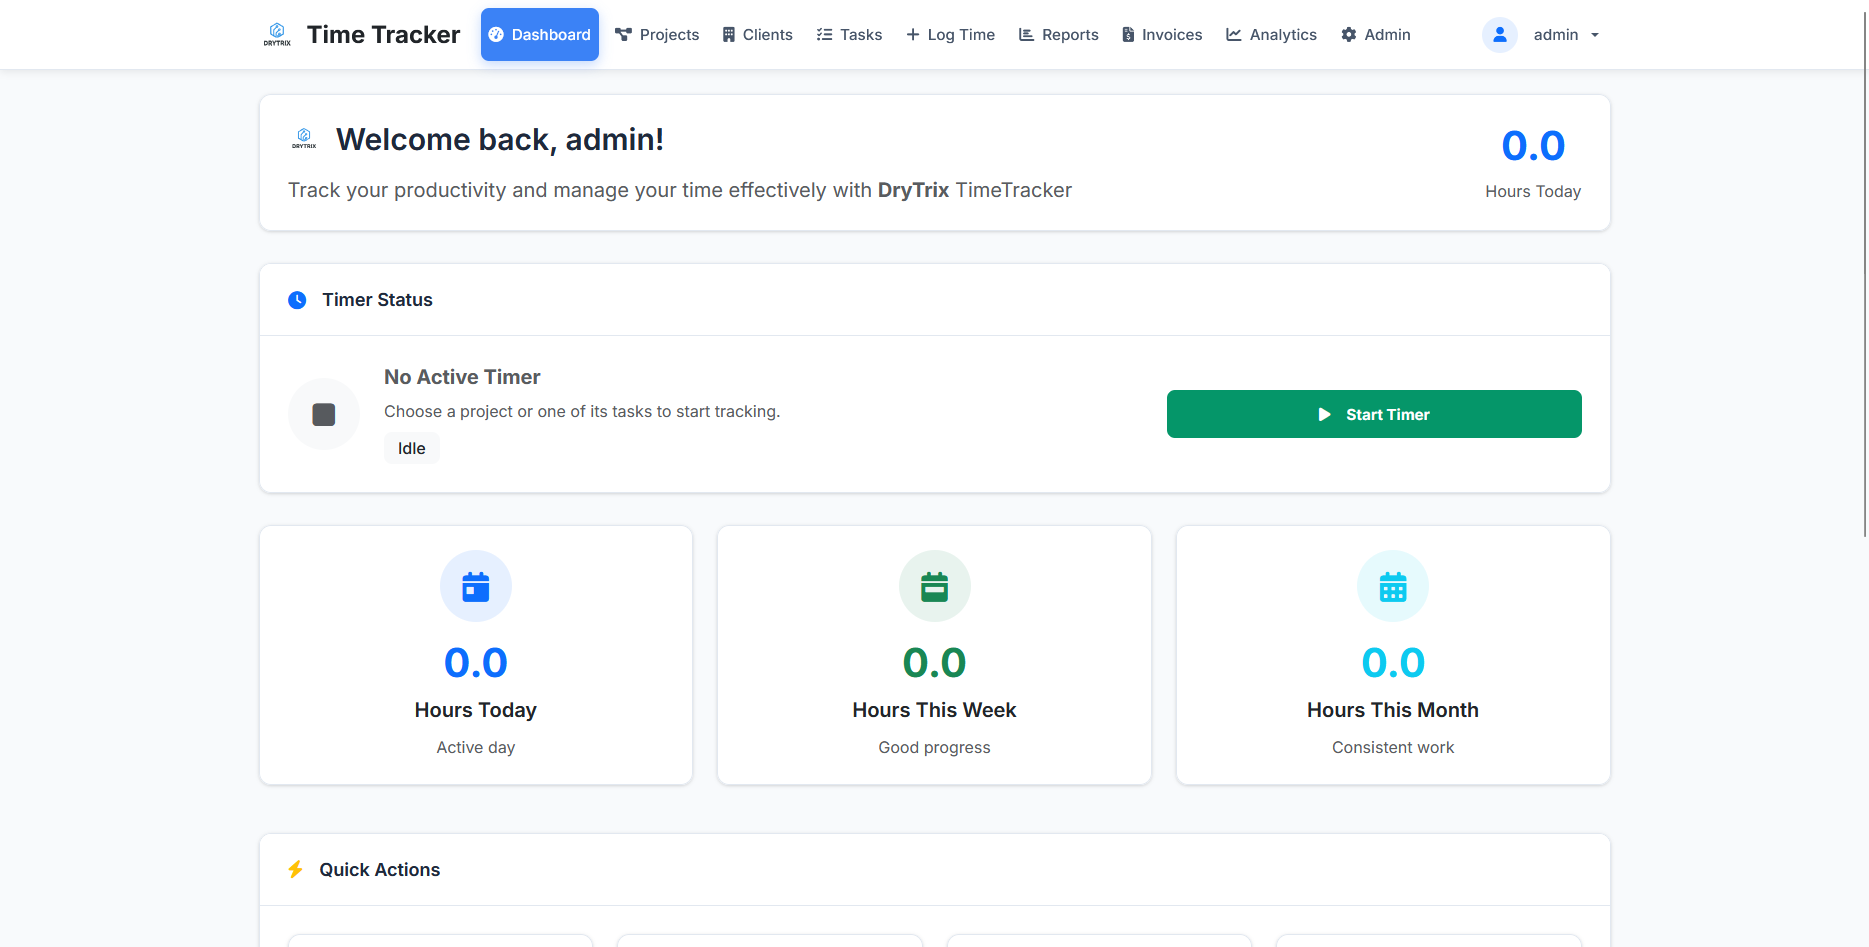 DRYTRIX
Time Tracker
Dashboard
Projects
Clients
Tasks
Log Time
Reports
Invoices
Analytics
Admin
admin
DRYTRIX
Welcome back, admin!
Track your productivity and manage your time effectively with DryTrix TimeTracker
0.0
Hours Today
Timer Status
No Active Timer
Choose a project or one of its tasks to start tracking.
Idle
Start Timer
0.0
Hours Today
Active day
0.0
Hours This Week
Good progress
0.0
Hours This Month
Consistent work
Quick Actions